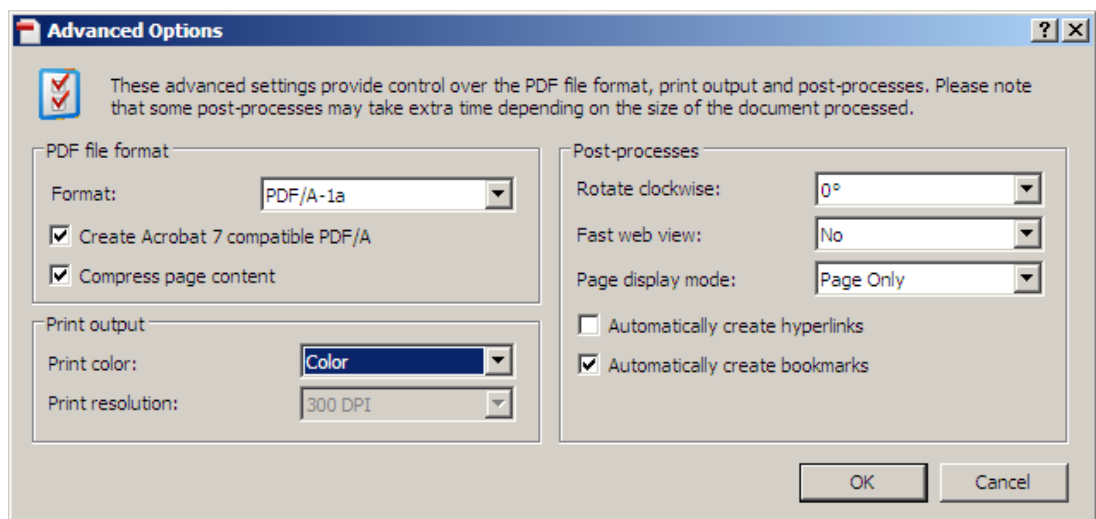 Advanced Options
These advanced settings provide control over the PDF file format, print output and post-processes. Please note
that some post-processes may take extra time depending on the size of the document processed.
PDF file format
Format: PDF/A-1a
Create Acrobat 7 compatible PDF/A
Compress page content
Print output
Print color: Color
Print resolution: 300 DPI
Post-processes
Rotate clockwise: 0°
Fast web view: No
Page display mode: Page Only
Automatically create hyperlinks
Automatically create bookmarks
OK Cancel